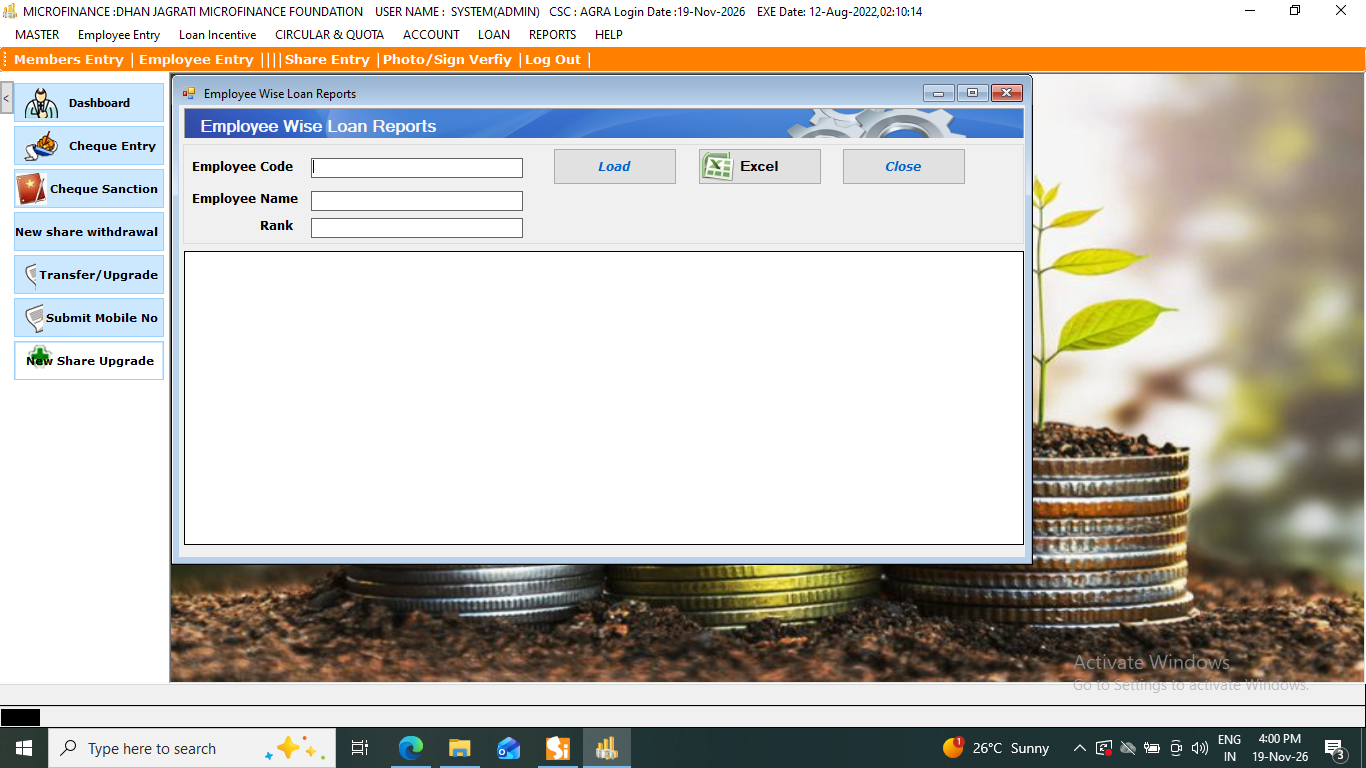 MICROFINANCE :DHAN JAGRATI MICROFINANCE FOUNDATION USER NAME : SYSTEM(ADMIN) CSC : AGRA Login Date :19-Nov-2026 EXE Date: 12-Aug-2022,02:10:14
MASTER Employee Entry Loan Incentive CIRCULAR & QUOTA ACCOUNT LOAN REPORTS HELP
Members Entry | Employee Entry ||||Share Entry |Photo/Sign Verfiy |Log Out |
<
Dashboard
Cheque Entry
Cheque Sanction
New share withdrawal
Transfer/Upgrade
Submit Mobile No
New Share Upgrade
Employee Wise Loan Reports
Employee Wise Loan Reports
Employee Code Load Excel Close
Employee Name
Rank
Activate Windows
Go to Settings to activate Windows.
Type here to search
1 26°C Sunny
ENG
IN
4:00 PM
19-Nov-26
3